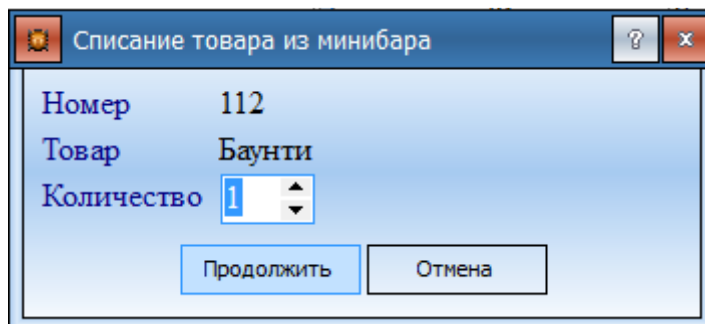 Списание товара из минибара ? x
Номер 112
Товар Баунти
Количество 1
Продолжить Отмена